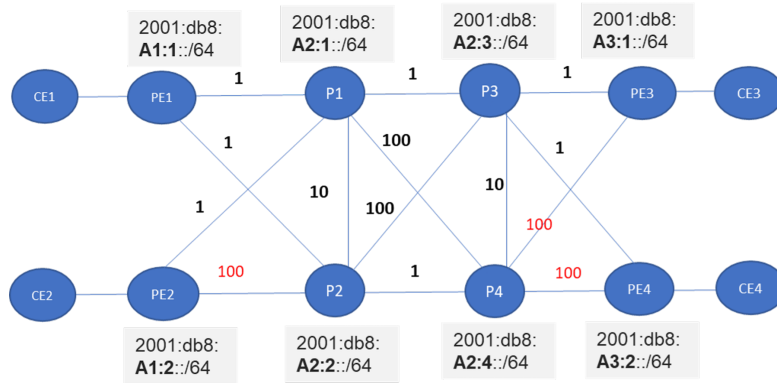 2001:db8:
A1:1::/64
2001:db8:
A2:1::/64
2001:db8:
A2:3::/64
2001:db8:
A3:1::/64
1
1
1
CE1
PE1
P1
P3
PE3
CE3
1
100
1
10
10
1
100
100
100
1
100
CE2
PE2
P2
P4
PE4
CE4
2001:db8:
A1:2::/64
2001:db8:
A2:2::/64
2001:db8:
A2:4::/64
2001:db8:
A3:2::/64